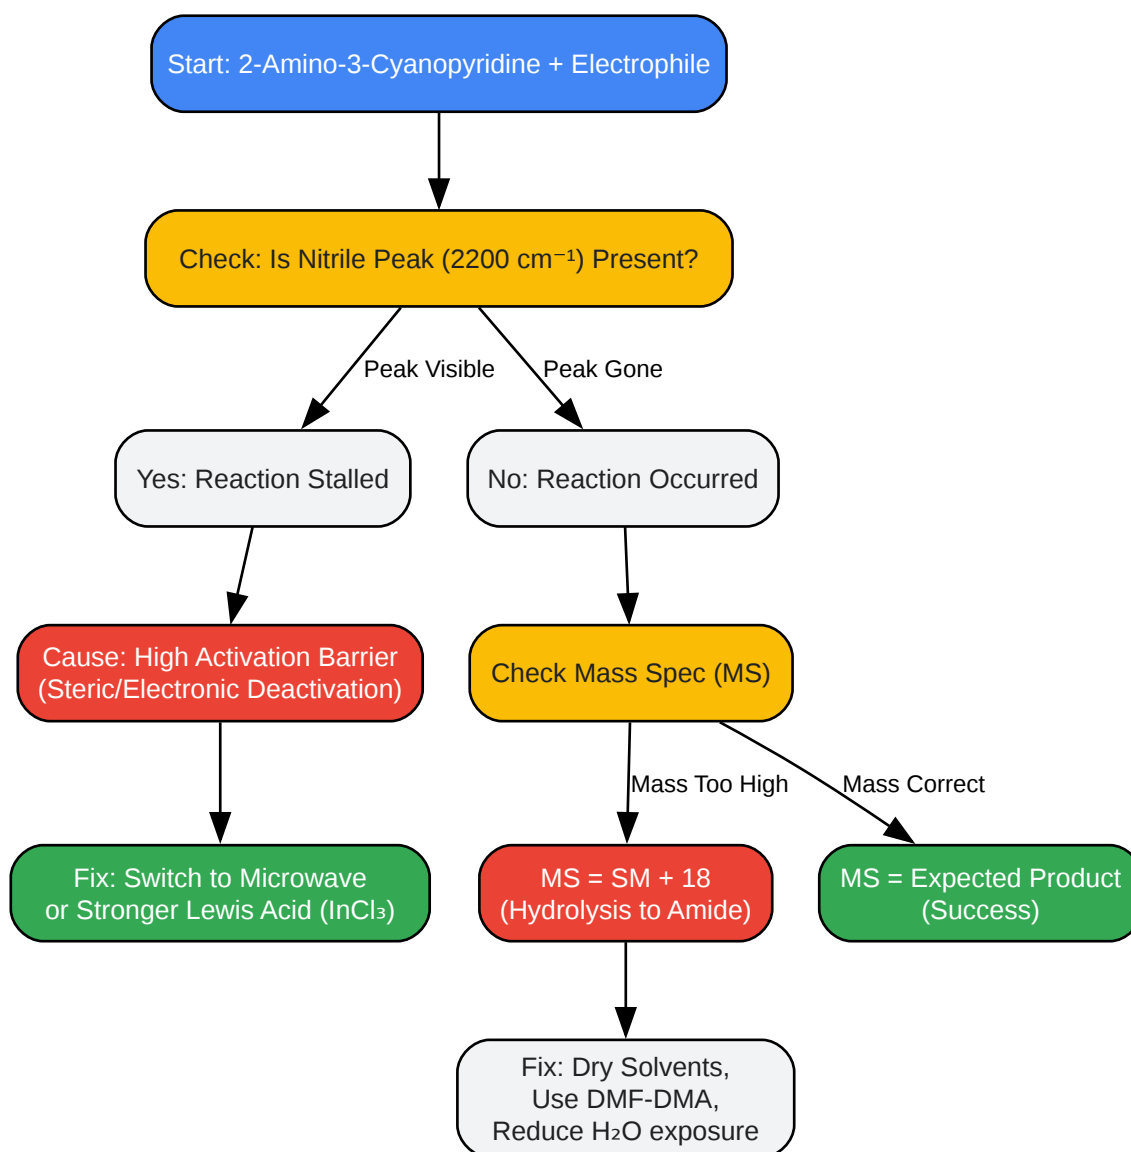 Start: 2-Amino-3-Cyanopyridine + Electrophile
Check: Is Nitrile Peak (2200 cm⁻¹) Present?
Peak Visible
Peak Gone
Yes: Reaction Stalled
No: Reaction Occurred
Cause: High Activation Barrier
(Steric/Electronic Deactivation)
Check Mass Spec (MS)
Mass Too High
Mass Correct
Fix: Switch to Microwave
or Stronger Lewis Acid (InCl₃)
MS = SM + 18
(Hydrolysis to Amide)
MS = Expected Product
(Success)
Fix: Dry Solvents,
Use DMF-DMA,
Reduce H₂O exposure